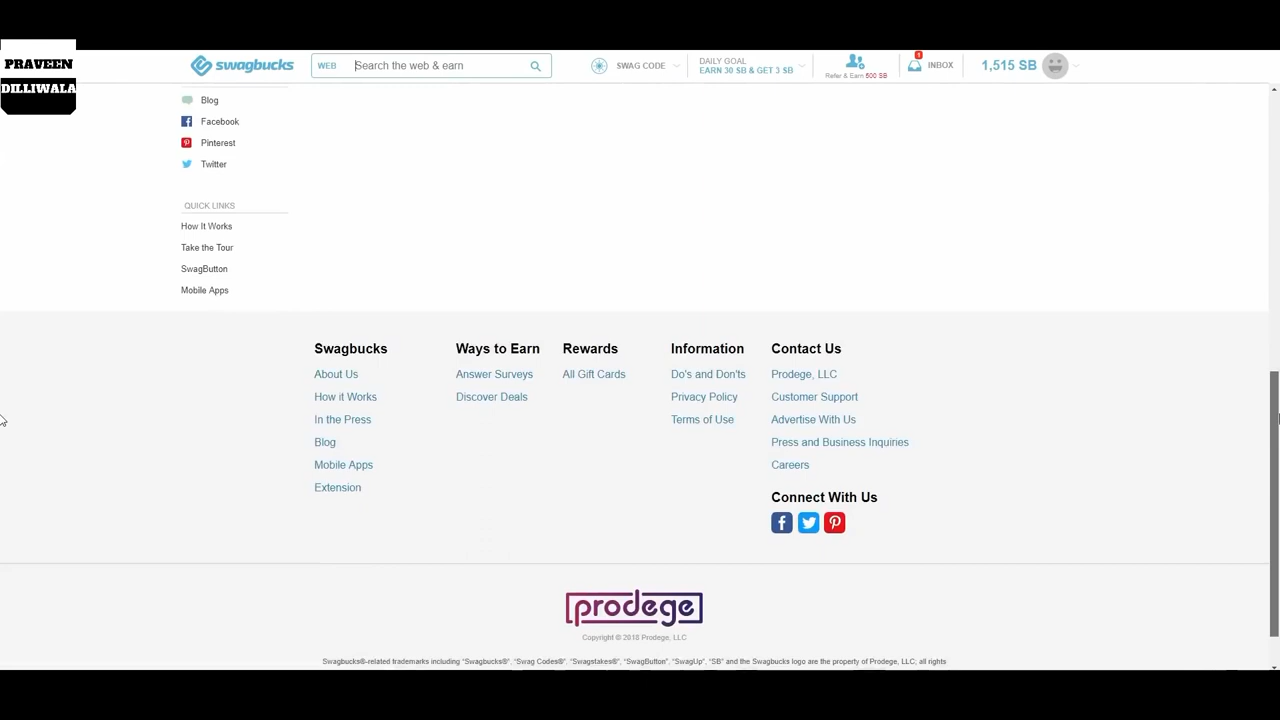 PRAVEEN
DILLIWALA
swagbucks
WEB
Search the web & earn
SWAG CODE
DAILY GOAL
EARN 30 SB & GET 3 SB
Refer & Earn 500 SB
1
INBOX
1,515 SB
Blog
Facebook
Pinterest
Twitter
QUICK LINKS
How It Works
Take the Tour
SwagButton
Mobile Apps
Swagbucks
About Us
How it Works
In the Press
Blog
Mobile Apps
Extension
Ways to Earn
Answer Surveys
Discover Deals
Rewards
All Gift Cards
Information
Do's and Don'ts
Privacy Policy
Terms of Use
Contact Us
Prodege, LLC
Customer Support
Advertise With Us
Press and Business Inquiries
Careers
Connect With Us
prodege
Copyright © 2018 Prodege, LLC
Swagbucks®-related trademarks including "Swagbucks®", "Swag Codes®", "Swagstakes®", "SwagButton", "SwagUp", "SB" and the Swagbucks logo are the property of Prodege, LLC; all rights